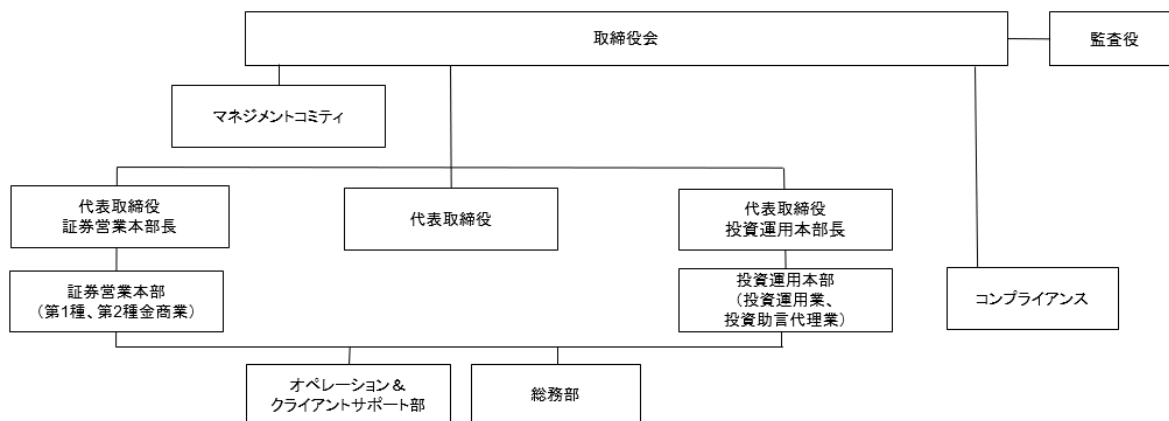 取締役会
監査役
マネジメントコミティ
代表取締役
証券営業本部長
代表取締役
代表取締役
投資運用本部長
証券営業本部
（第1種、第2種金商業）
投資運用本部
（投資運用業、
投資助言代理業）
コンプライアンス
オペレーション＆
クライアントサポート部
総務部